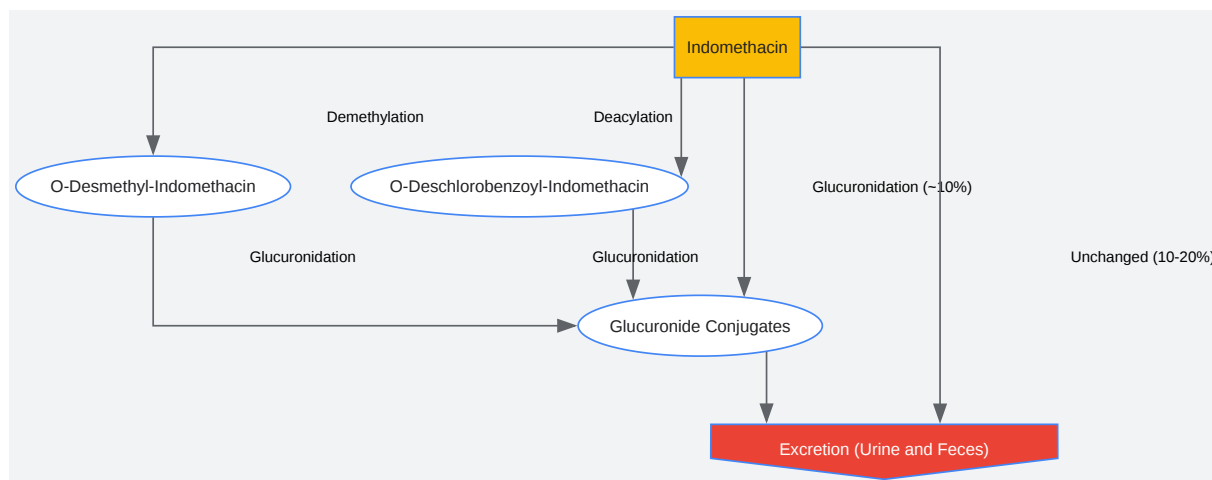 Indomethacin
Demethylation
Deacylation
O-Desmethyl-Indomethacin
O-Deschlorobenzoyl-Indomethacin
Glucuronidation (~10%)
Glucuronidation
Glucuronidation
Unchanged (10-20%)
Glucuronide Conjugates
Excretion (Urine and Feces)